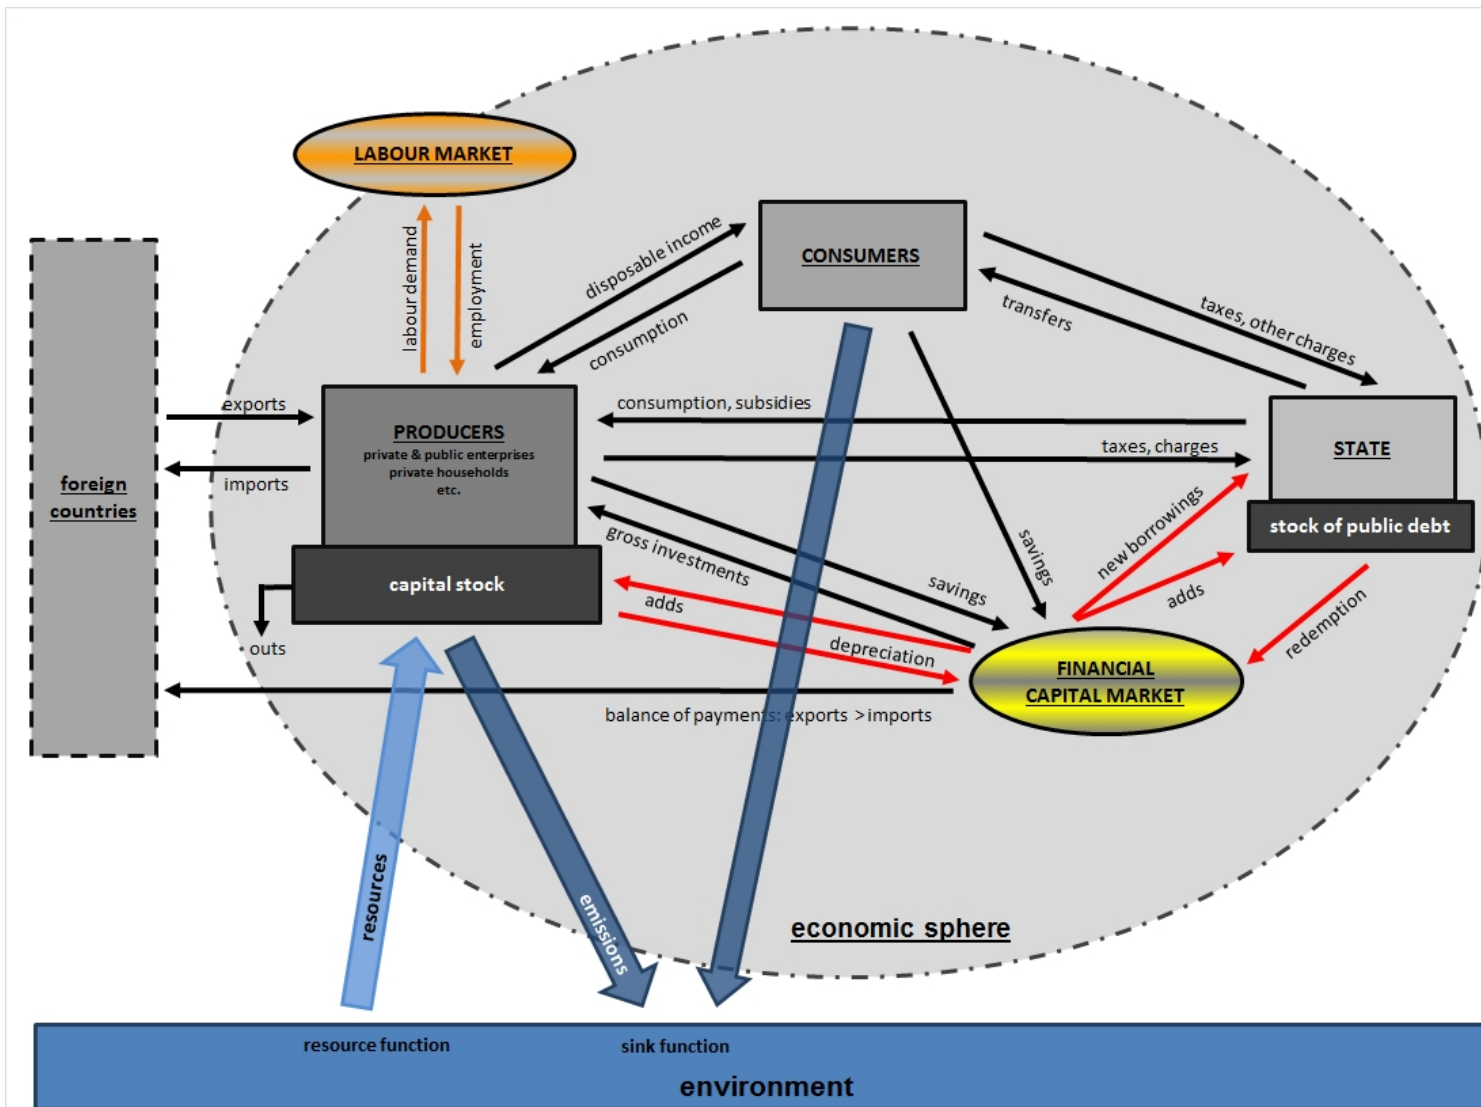 LABOUR MARKET
labour demand
employment
disposable income
consumption
CONSUMERS
transfers
taxes, other charges
foreign
countries
exports
imports
PRODUCERS
private & public enterprises
private households
etc.
capital stock
outs
consumption, subsidies
taxes, charges
STATE
stock of public debt
gross investments
savings
savings
new borrowings
adds
redemption
adds
depreciation
FINANCIAL
CAPITAL MARKET
balance of payments: exports > imports
resources
emissions
economic sphere
resource function
sink function
environment